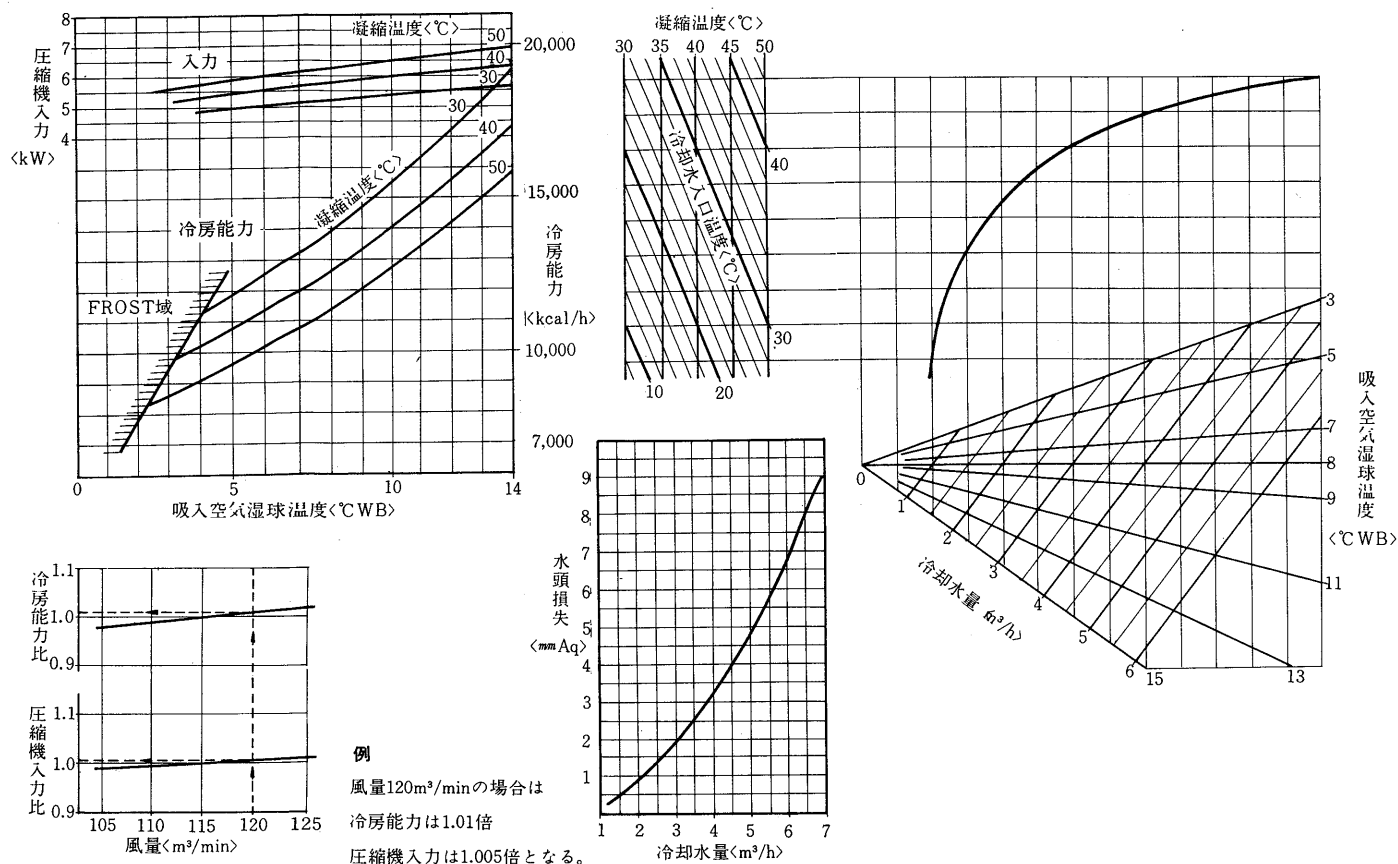 8
7
6
5
4
圧縮機入力
<kW>
凝縮温度<℃>
入力
50
40
30
20,000
30
40
50
凝縮温度<℃>
冷房能力
FROST域
15,000
冷房能力
<kcal/h>
10,000
7,000
0
5
10
14
吸入空気湿球温度<℃WB>
凝縮温度<℃>
30 35 40 45 50
冷却水入口温度<℃>
40
30
10
20
3
5
7
8
9
11
13
15
吸入空気湿球温度
<℃WB>
0
1
2
3
4
5
6
冷却水量 m³/h>
冷房能力比
1.1
1.0
0.9
圧縮機入力比
1.1
1.0
0.9
105 110 115 120 125
風量<m³/min>
例
風量120m³/minの場合は
冷房能力は1.01倍
圧縮機入力は1.005倍となる。
水頭損失
<mmAq>
9
8
7
6
5
4
3
2
1
1 2 3 4 5 6 7
冷却水量<m³/h>